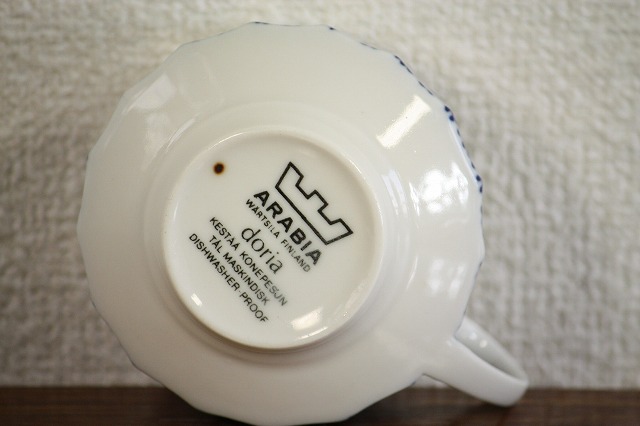 ARABIA
WÄRTSILÄ FINLAND
doria
KESTÄÄ KONEPESUN
TÅL MASKINDISK
DISHWASHER PROOF